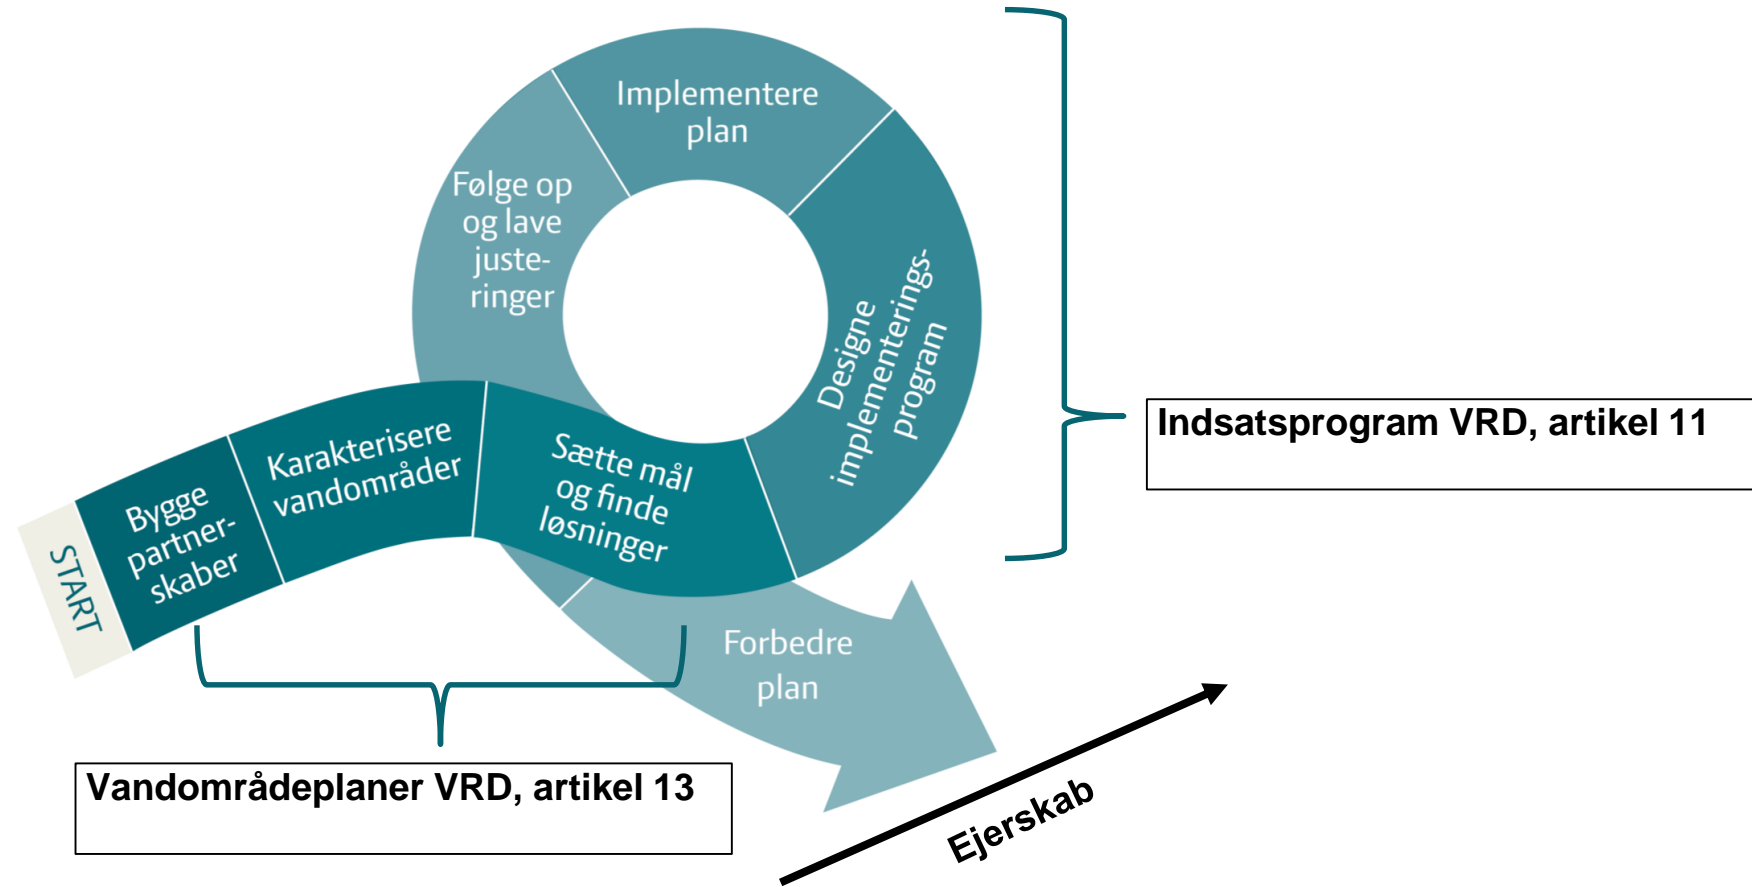 START
Bygge
partner-
skaber
Karakterisere
vandområder
Sætte mål
og finde
løsninger
Designe
implementerings-
program
Implementere
plan
Følge op
og lave
juste-
ringer
Forbedre
plan
Indsatsprogram VRD, artikel 11
Vandområdeplaner VRD, artikel 13
Ejerskab